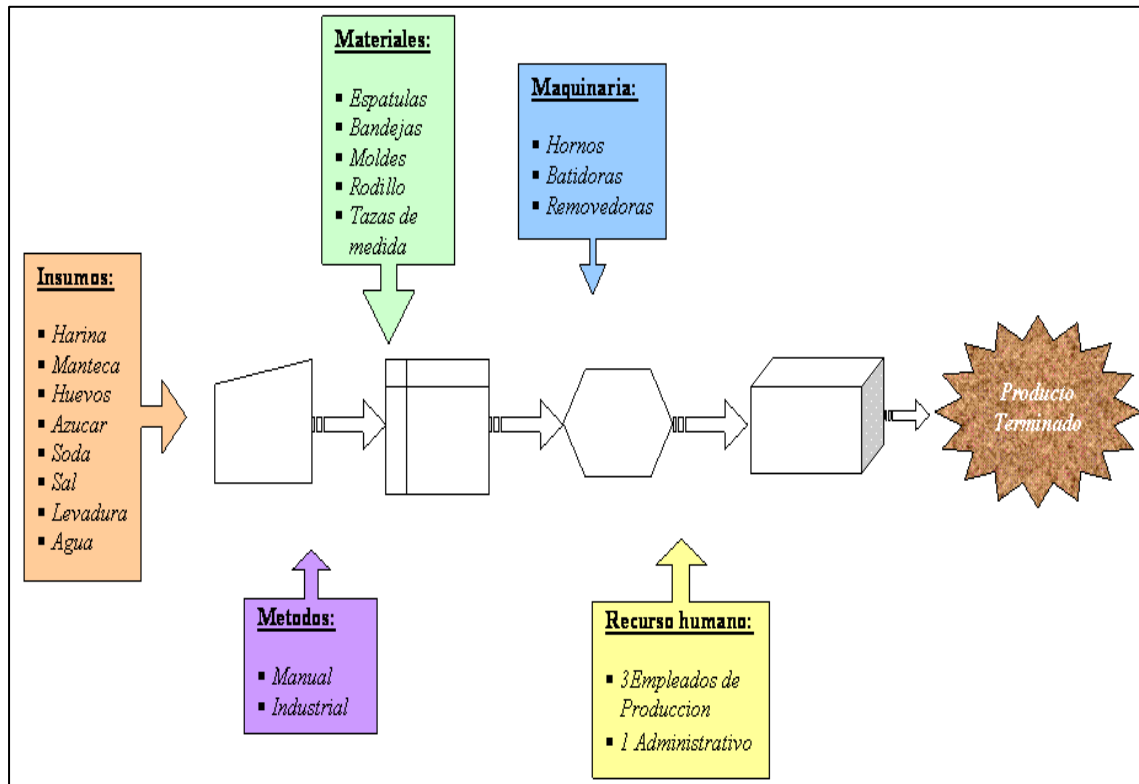 Materiales:
▪ Espatulas
▪ Bandejas
▪ Moldes
▪ Rodillo
▪ Tazas de
medida
Maquinaria:
▪ Hornos
▪ Batidoras
▪ Removedoras
Insumos:
▪ Harina
▪ Manteca
▪ Huevos
▪ Azucar
▪ Soda
▪ Sal
▪ Levadura
▪ Agua
Producto
Terminado
Metodos:
▪ Manual
▪ Industrial
Recurso humano:
▪ 3Empleados de
Produccion
▪ 1 Administrativo